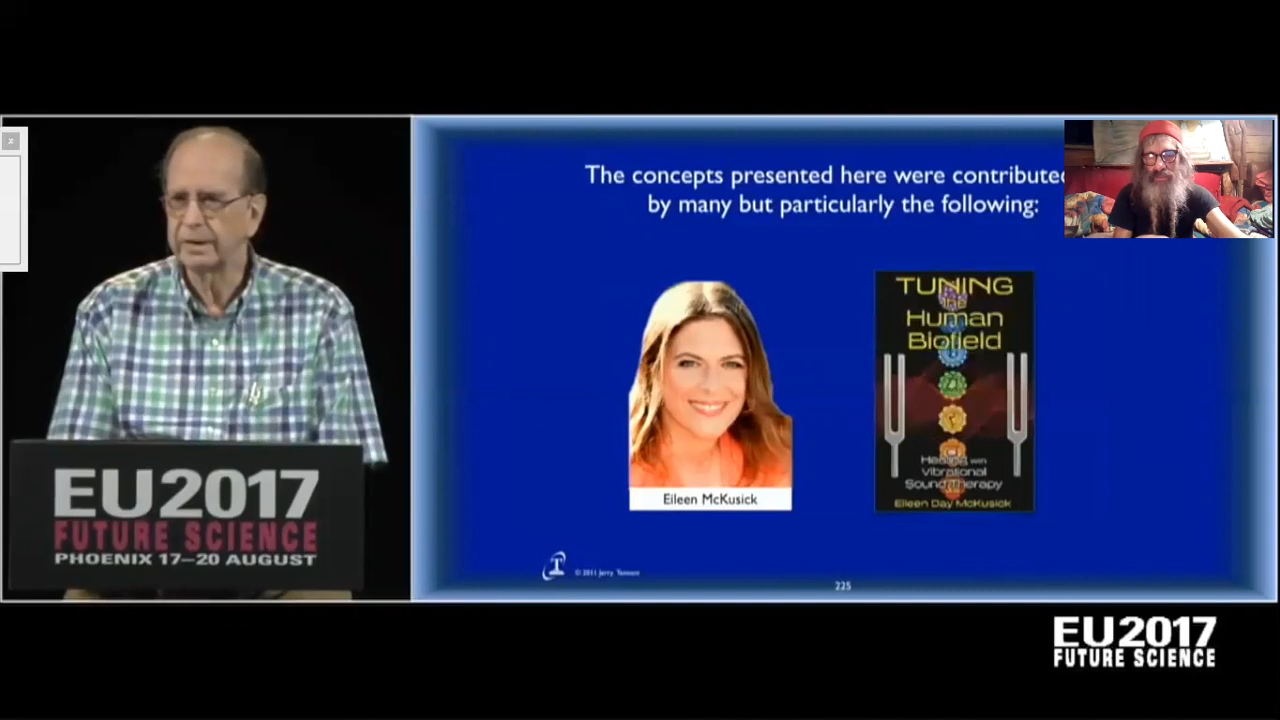 x
The concepts presented here were contributed
by many but particularly the following:
TUNING
the
Human
Biofield
Healing with
Vibrational
Sound Therapy
Eileen Day McKusick
Eileen McKusick
T
© 2011 Jerry Tennant
225
EU2017
FUTURE SCIENCE
PHOENIX 17–20 AUGUST
EU2017
FUTURE SCIENCE